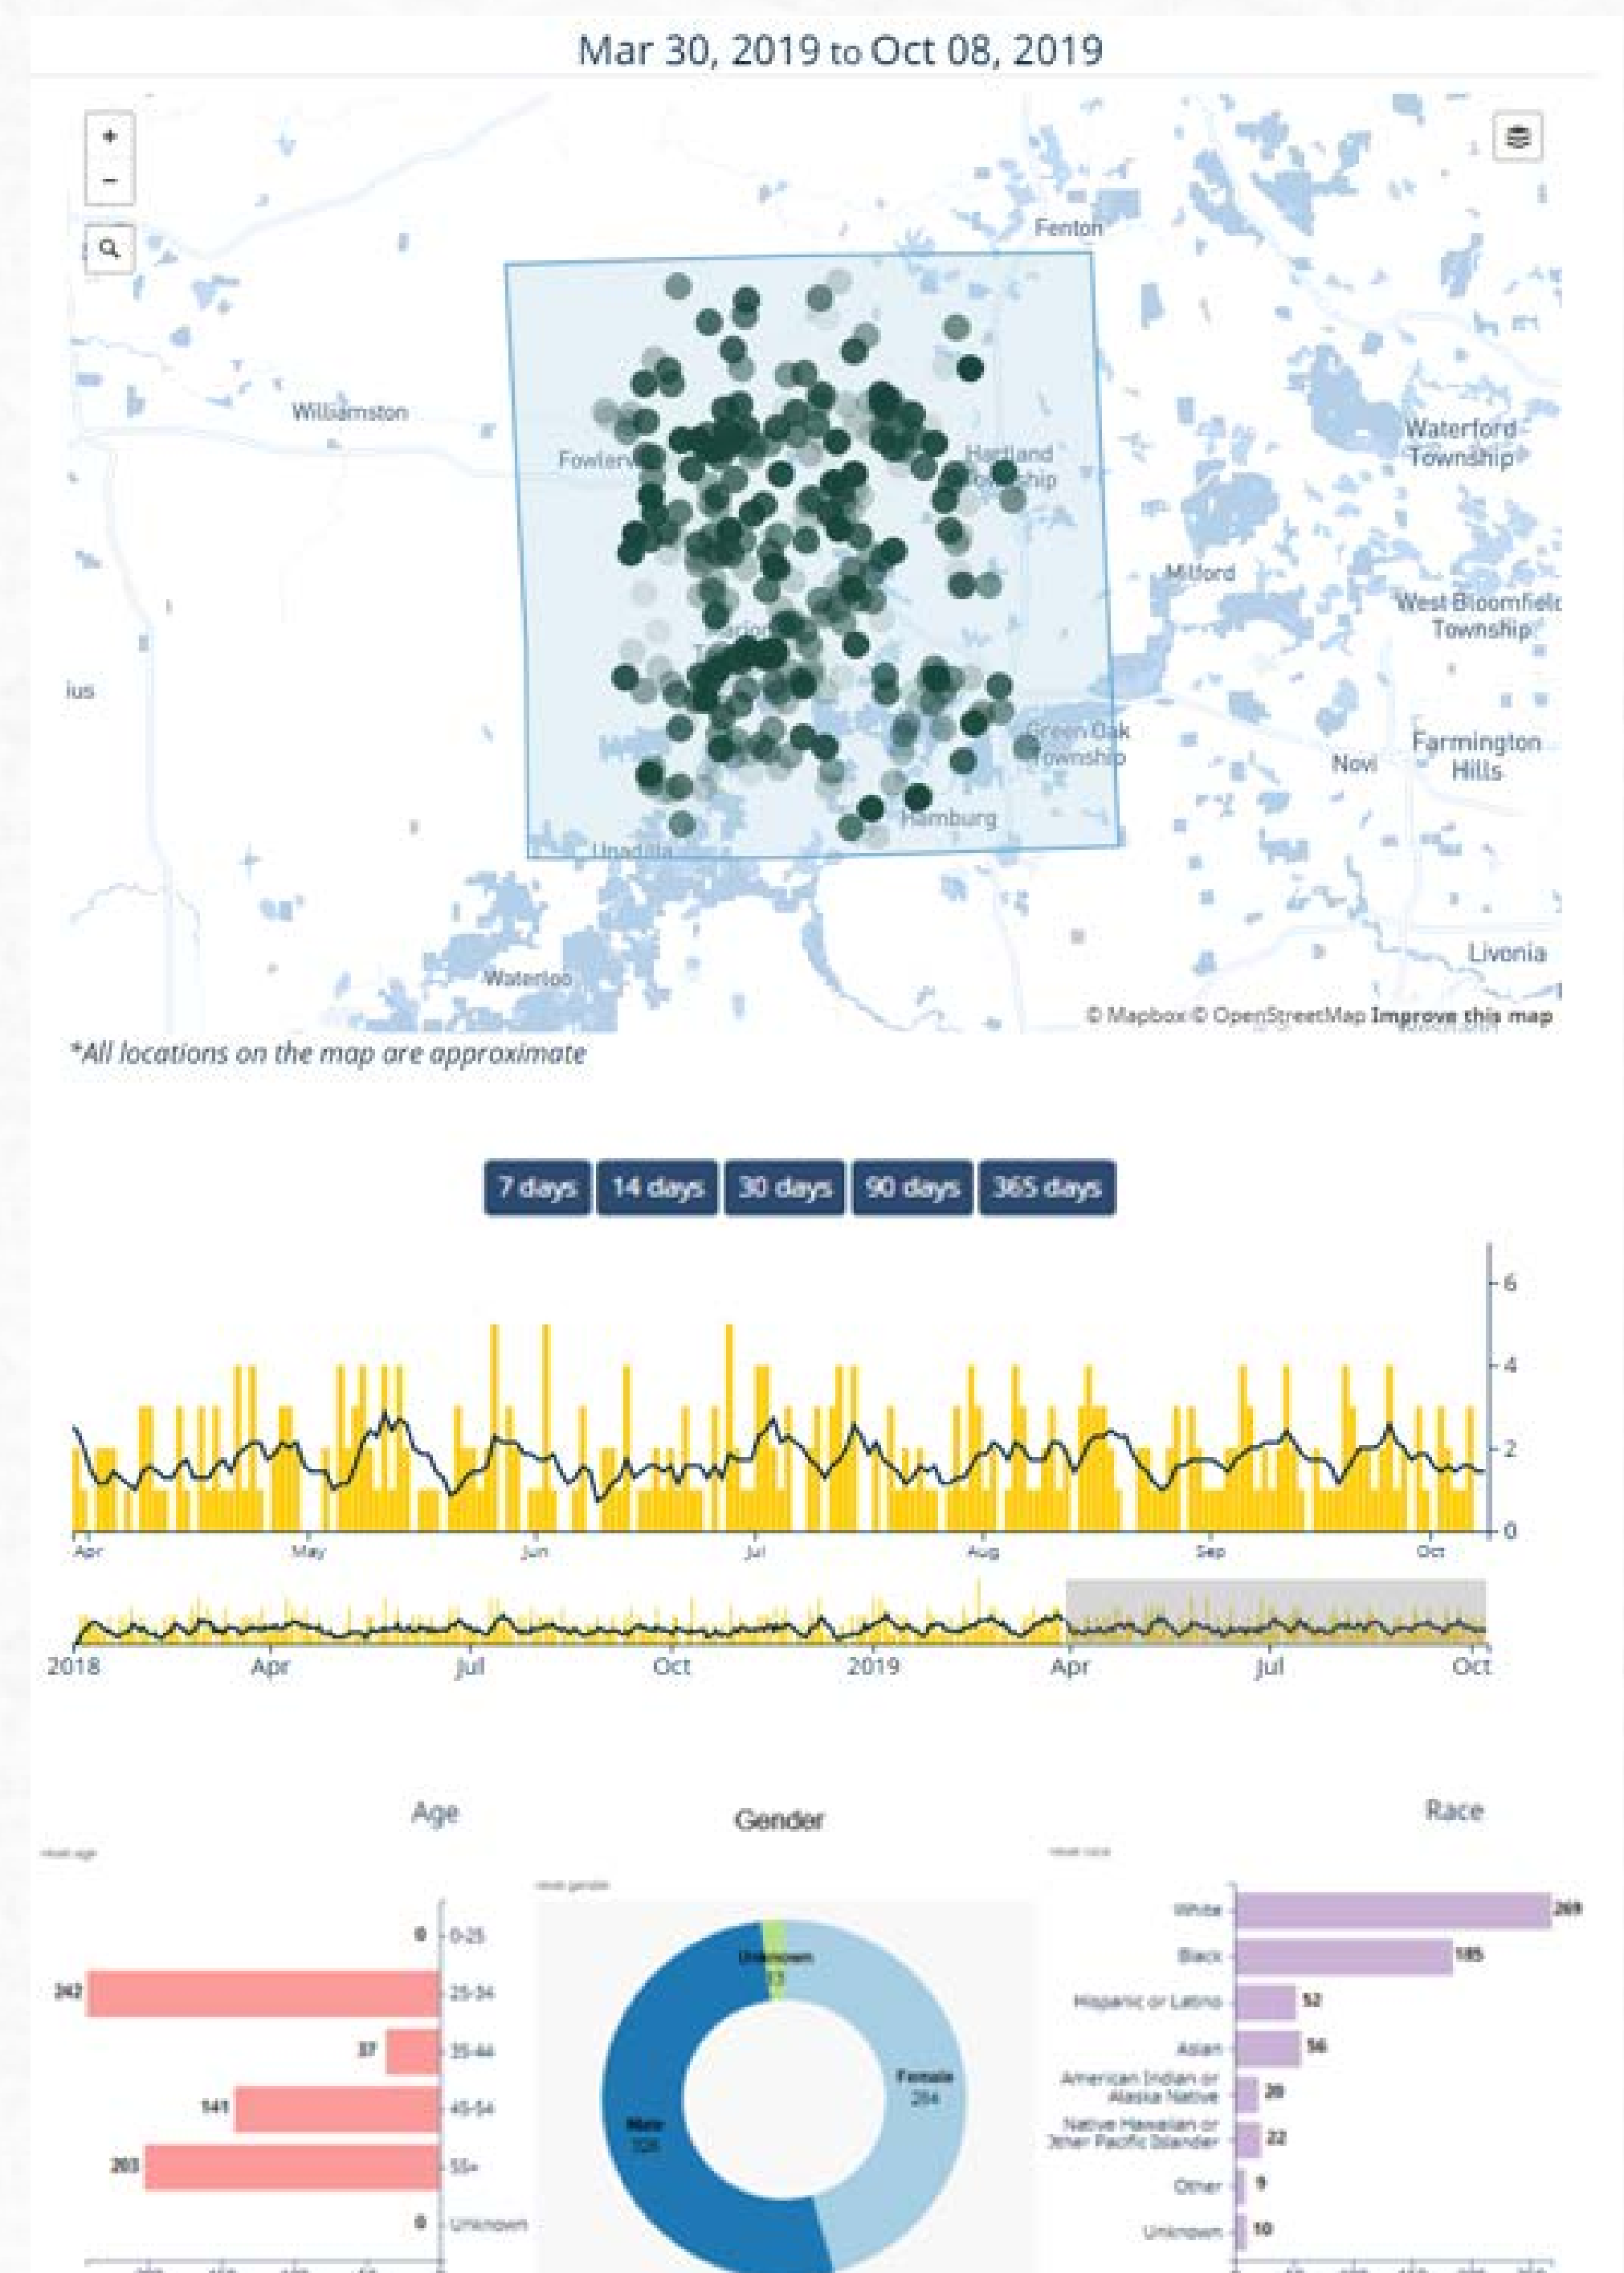 Mar 30, 2019 to Oct 08, 2019
+
−
Fenton
Williamston
Waterford
Township
Fowlerv
Hartland
Milford
West Bloomfield
Township
ius
Green Oak
Township
Farmington
Hills
Novi
Hamburg
Unadilla
Livonia
Waterloo
© Mapbox © OpenStreetMap Improve this map
*All locations on the map are approximate
7 days 14 days 30 days 90 days 365 days
6
4
2
0
Apr May Jun Jul Aug Sep Oct
2018 Apr Jul Oct 2019 Apr Jul Oct
Age
0 0-25
242 25-34
37 35-44
141 45-54
203 55+
0 Unknown
Gender
Unknown
Female
284
Male
Race
White 269
Black 185
Hispanic or Latino 52
Asian 56
American Indian or
Alaska Native 20
Native Hawaiian or
Other Pacific Islander 22
Other 9
Unknown 10